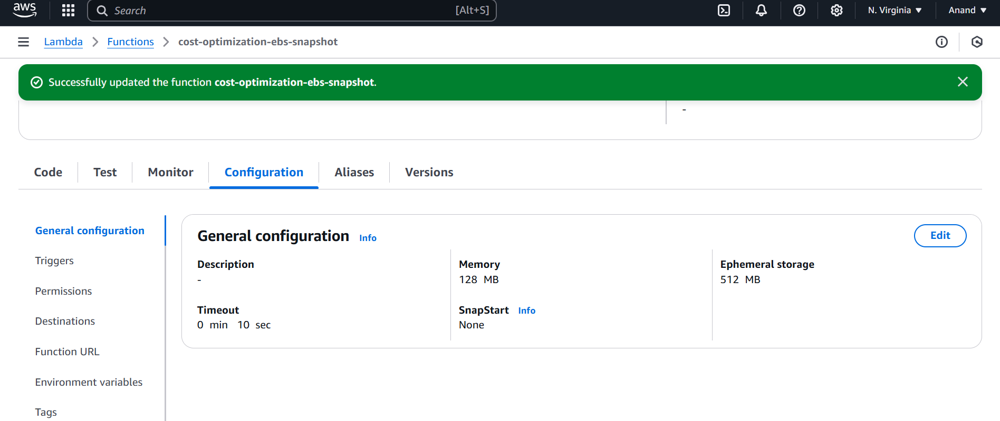 aws Search [Alt+S] N. Virginia Anand
Lambda Functions cost-optimization-ebs-snapshot
Successfully updated the function cost-optimization-ebs-snapshot.
-
Code Test Monitor Configuration Aliases Versions
General configuration
Triggers
Permissions
Destinations
Function URL
Environment variables
Tags
General configuration Info Edit
Description
-
Memory
128 MB
Ephemeral storage
512 MB
Timeout
0 min 10 sec
SnapStart Info
None